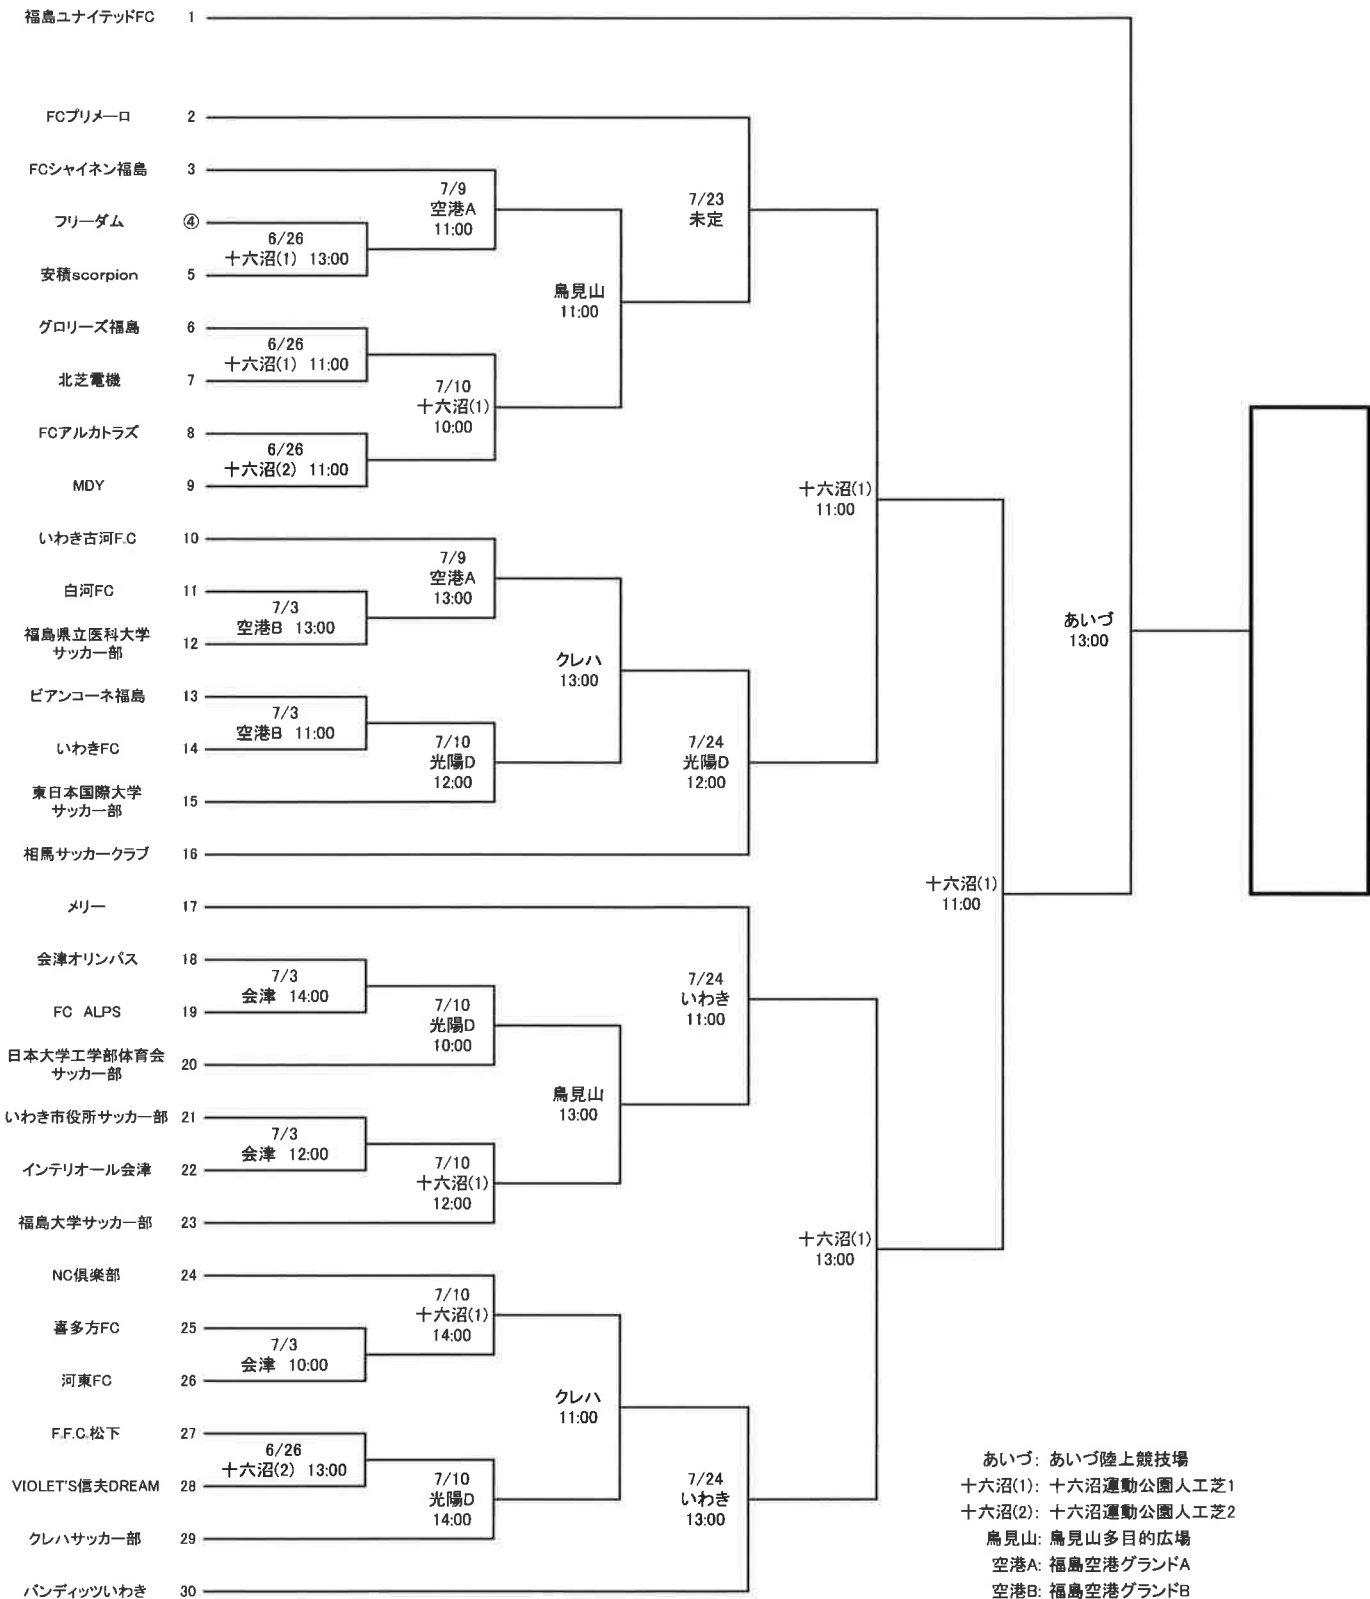 福島ユナイテッドFC 1
FCプリメーロ 2
FCシャイネン福島 3
7/9
空港A
11:00
7/23
未定
フリーダム ④
6/26
十六沼(1) 13:00
安積scorpion 5
鳥見山
11:00
グロリーズ福島 6
6/26
十六沼(1) 11:00
北芝電機 7
7/10
十六沼(1)
10:00
FCアルカトラズ 8
6/26
十六沼(2) 11:00
MDY 9
十六沼(1)
11:00
いわき古河F.C 10
7/9
空港A
13:00
白河FC 11
7/3
空港B 13:00
福島県立医科大学
サッカー部 12
あいづ
13:00
クレハ
13:00
ビアンコーネ福島 13
7/3
空港B 11:00
いわきFC 14
7/10
光陽D
12:00
7/24
光陽D
12:00
東日本国際大学
サッカー部 15
相馬サッカークラブ 16
十六沼(1)
11:00
メリー 17
会津オリンパス 18
7/3
会津 14:00
7/24
いわき
11:00
FC ALPS 19
7/10
光陽D
10:00
日本大学工学部体育会
サッカー部 20
鳥見山
13:00
いわき市役所サッカー部 21
7/3
会津 12:00
インテリオール会津 22
7/10
十六沼(1)
12:00
福島大学サッカー部 23
十六沼(1)
13:00
NC倶楽部 24
7/10
十六沼(1)
14:00
喜多方FC 25
7/3
会津 10:00
河東FC 26
クレハ
11:00
F.F.C.松下 27
6/26
十六沼(2) 13:00
VIOLET'S信夫DREAM 28
7/10
光陽D
14:00
7/24
いわき
13:00
クレハサッカー部 29
バンディッツいわき 30
あいづ: あいづ陸上競技場
十六沼(1): 十六沼運動公園人工芝1
十六沼(2): 十六沼運動公園人工芝2
鳥見山: 鳥見山多目的広場
空港A: 福島空港グランドA
空港B: 福島空港グランドB